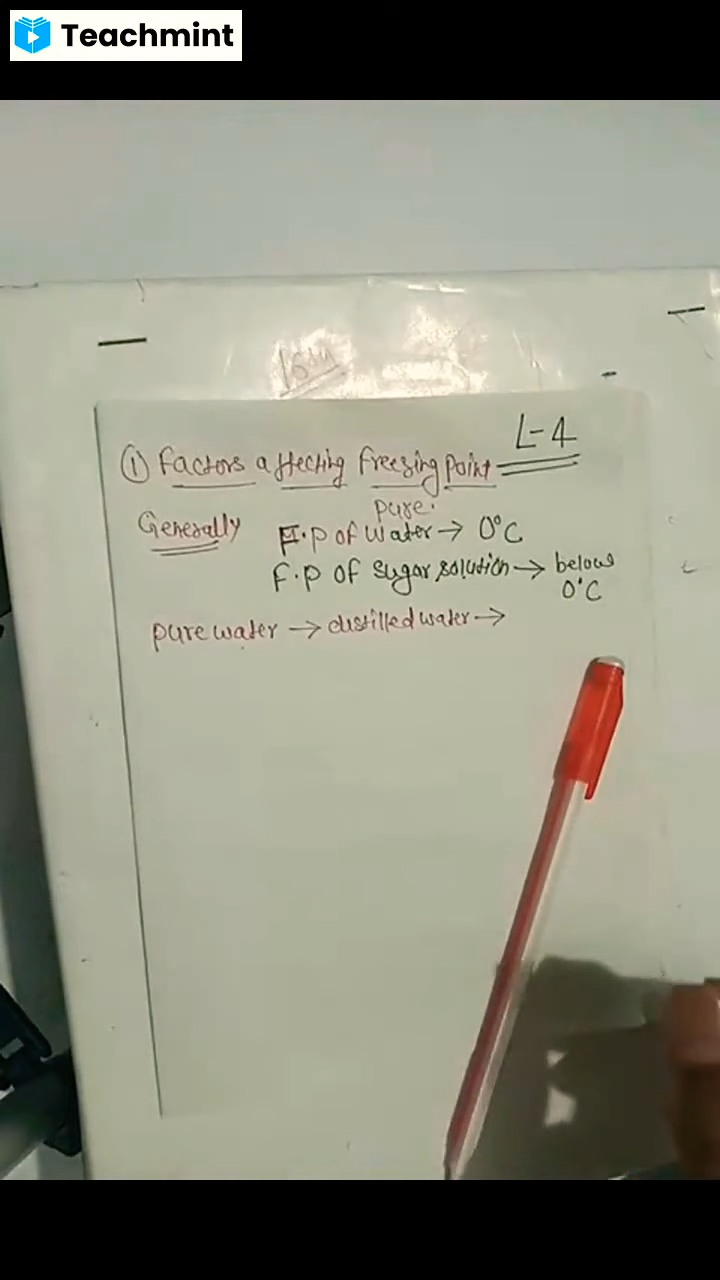 Teachmint
L-4
① Factors affecting freezing point
pure
Generally F.P of water → 0°C
F.P of sugar solution → below
0°C
pure water → distilled water →